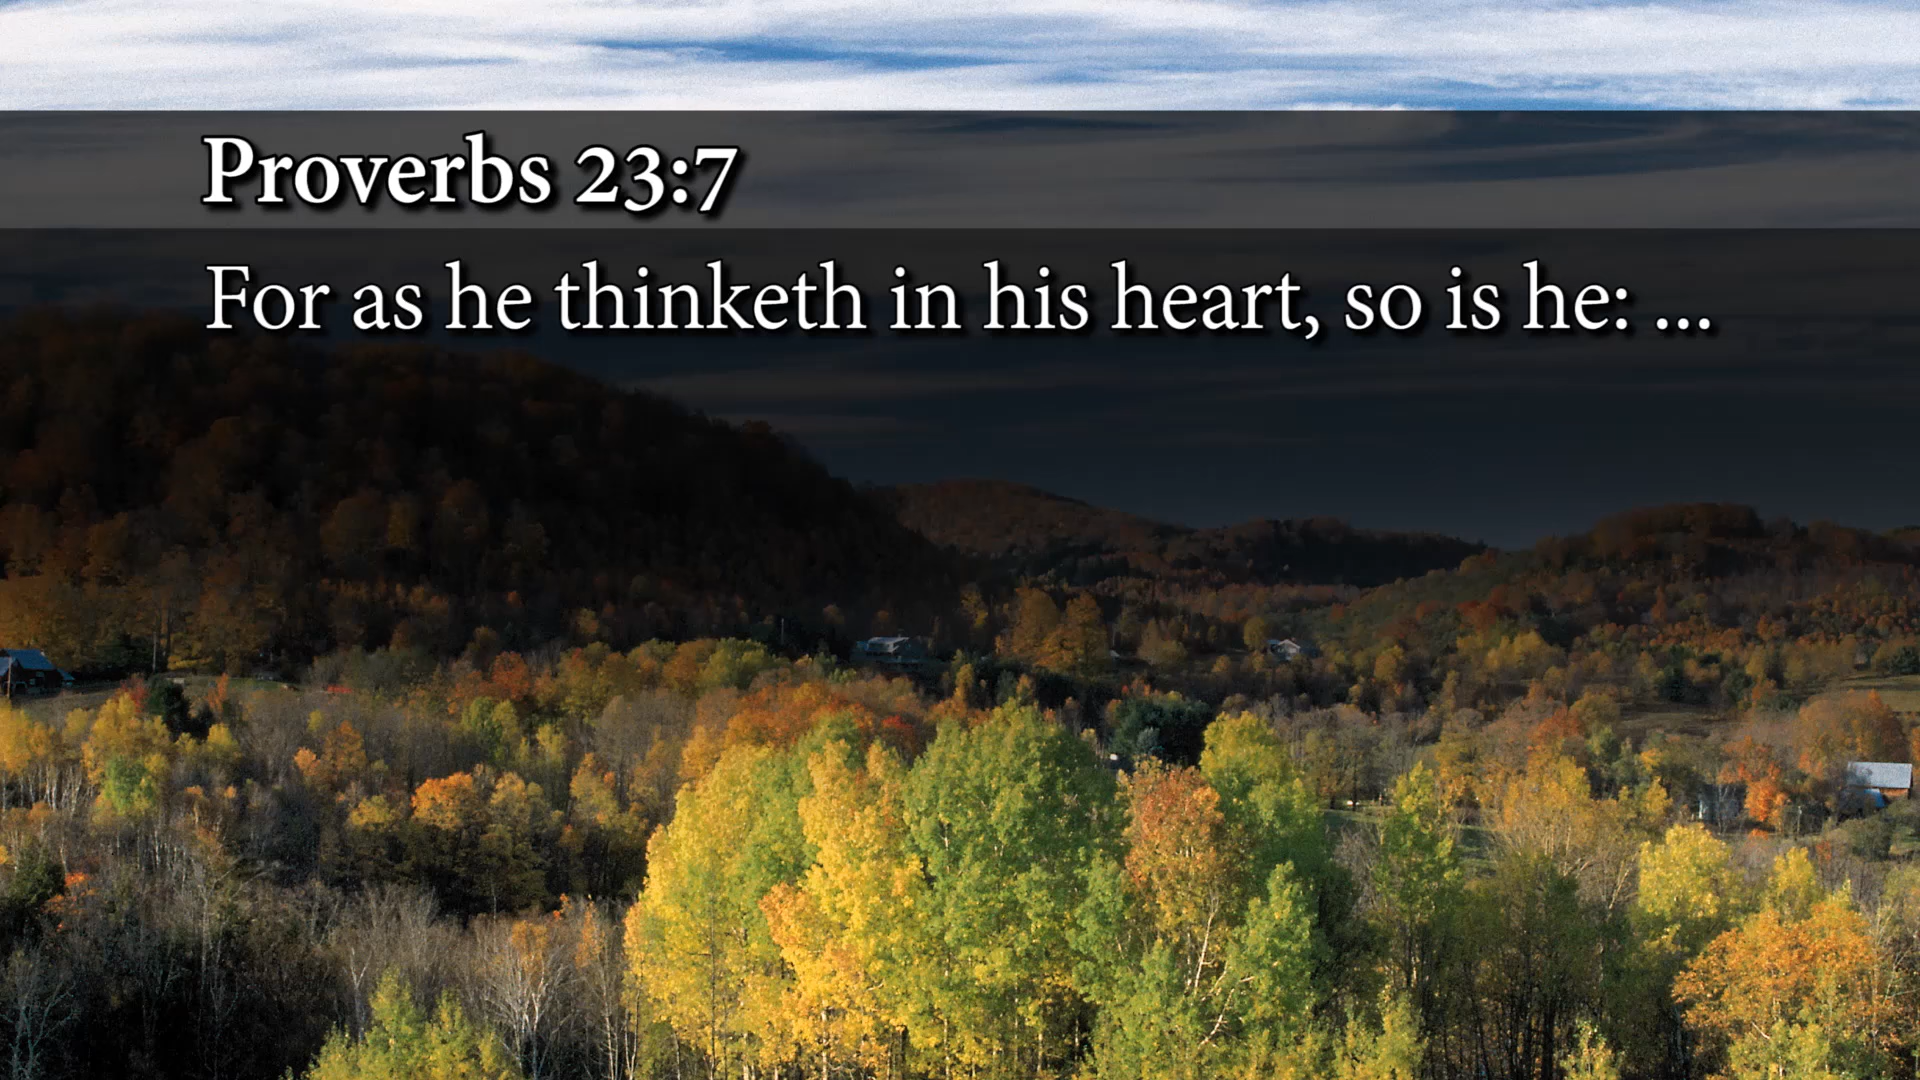 Proverbs 23:7
For as he thinketh in his heart, so is he: ...